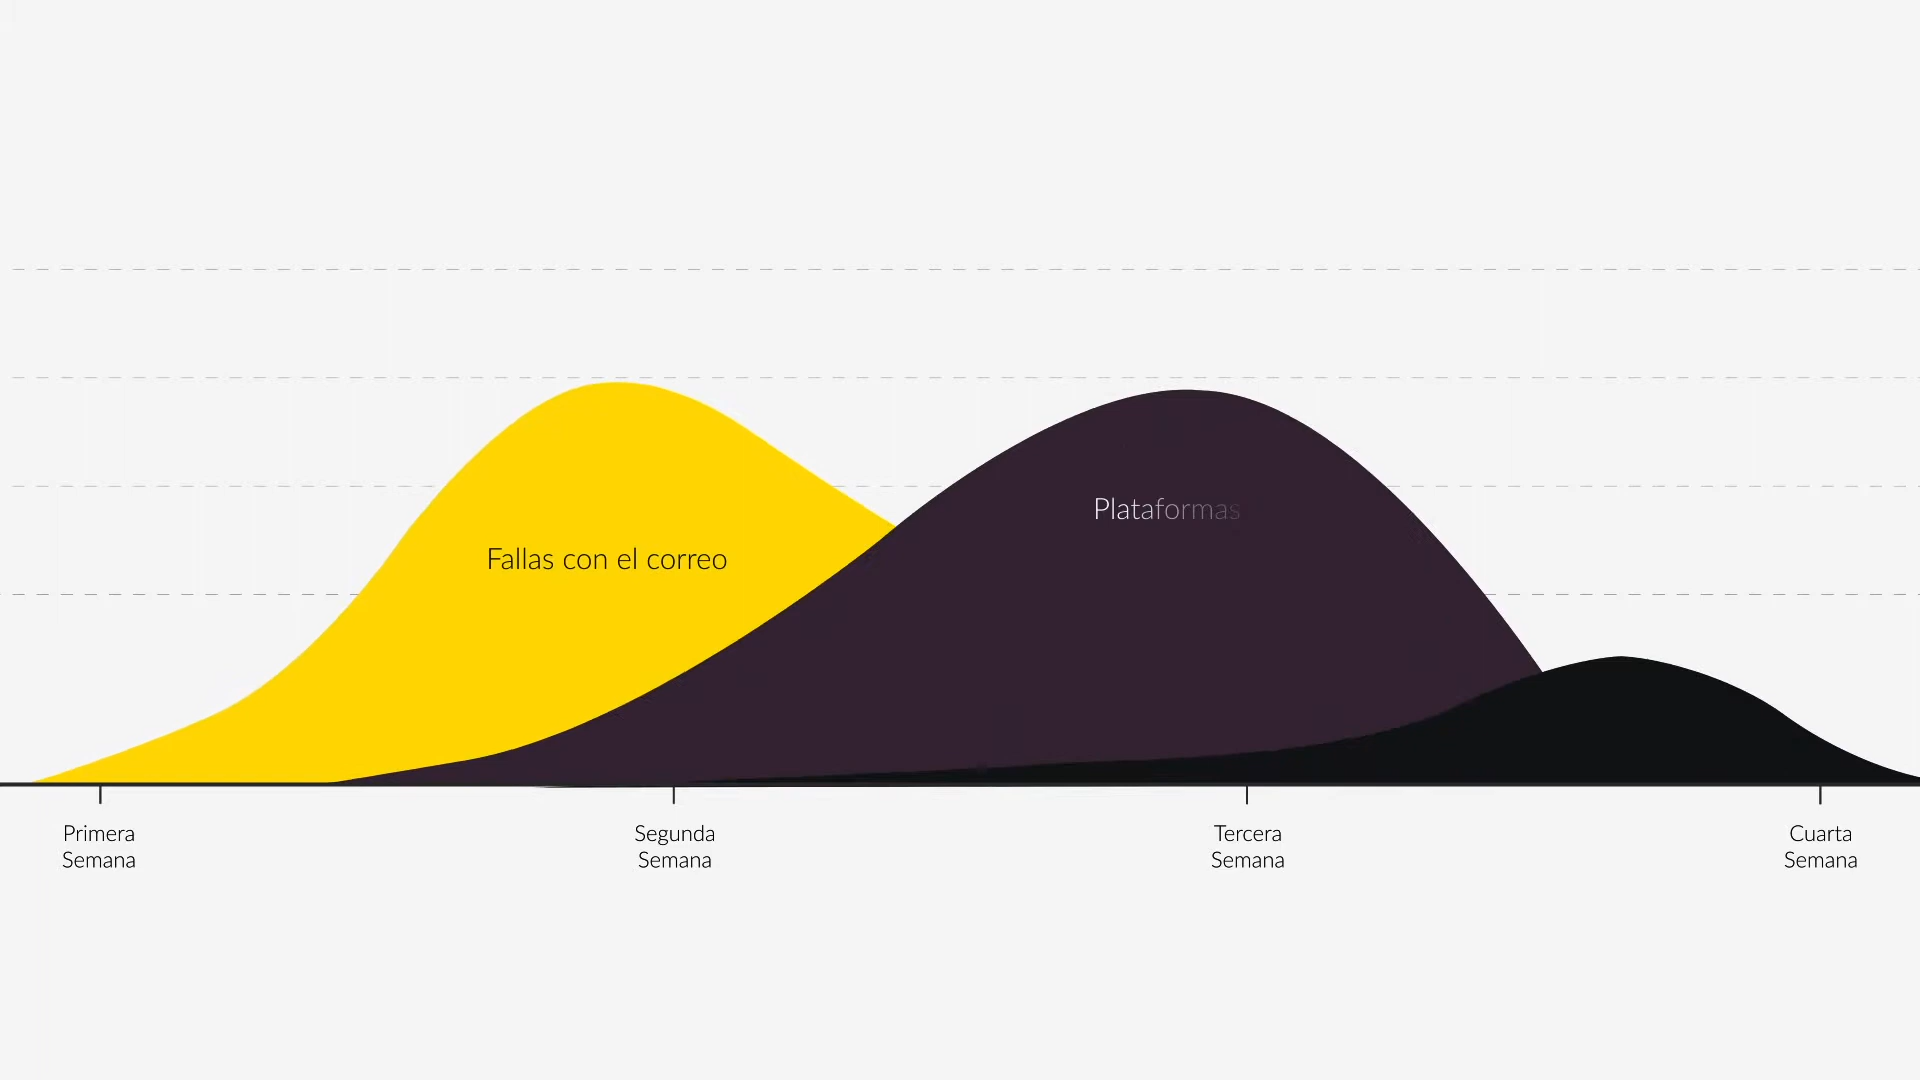 Plataformas
Fallas con el correo
Primera
Semana
Segunda
Semana
Tercera
Semana
Cuarta
Semana